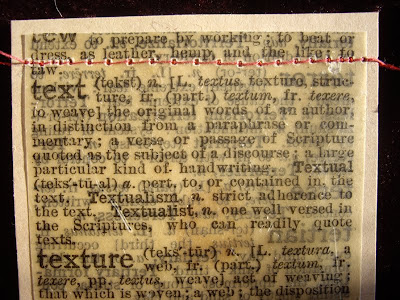 tew to prepare by working; to beat or
dress, as leather, hemp, and the like; to
taw.
text (tekst) n. [L. textus, texture, struc-
ture, fr. (part.) textum, fr. texere,
to weave] the original words of an author,
in distinction from a paraphrase or com-
mentary; a verse or passage of Scripture
quoted as the subject of a discourse; a large
particular kind of handwriting. Textual
(teks'-tū-al) a. pert. to, or contained in, the
text. Textualism n. strict adherence to
the text. Textualist, n. one well versed in
the Scriptures, who can readily quote
texts.
texture (teks'-tūr) n. [L. textura, a
web, fr. (part.) textum, fr.
texere, pp. textus, weave] act of weaving;
that which is woven; a web; the disposition